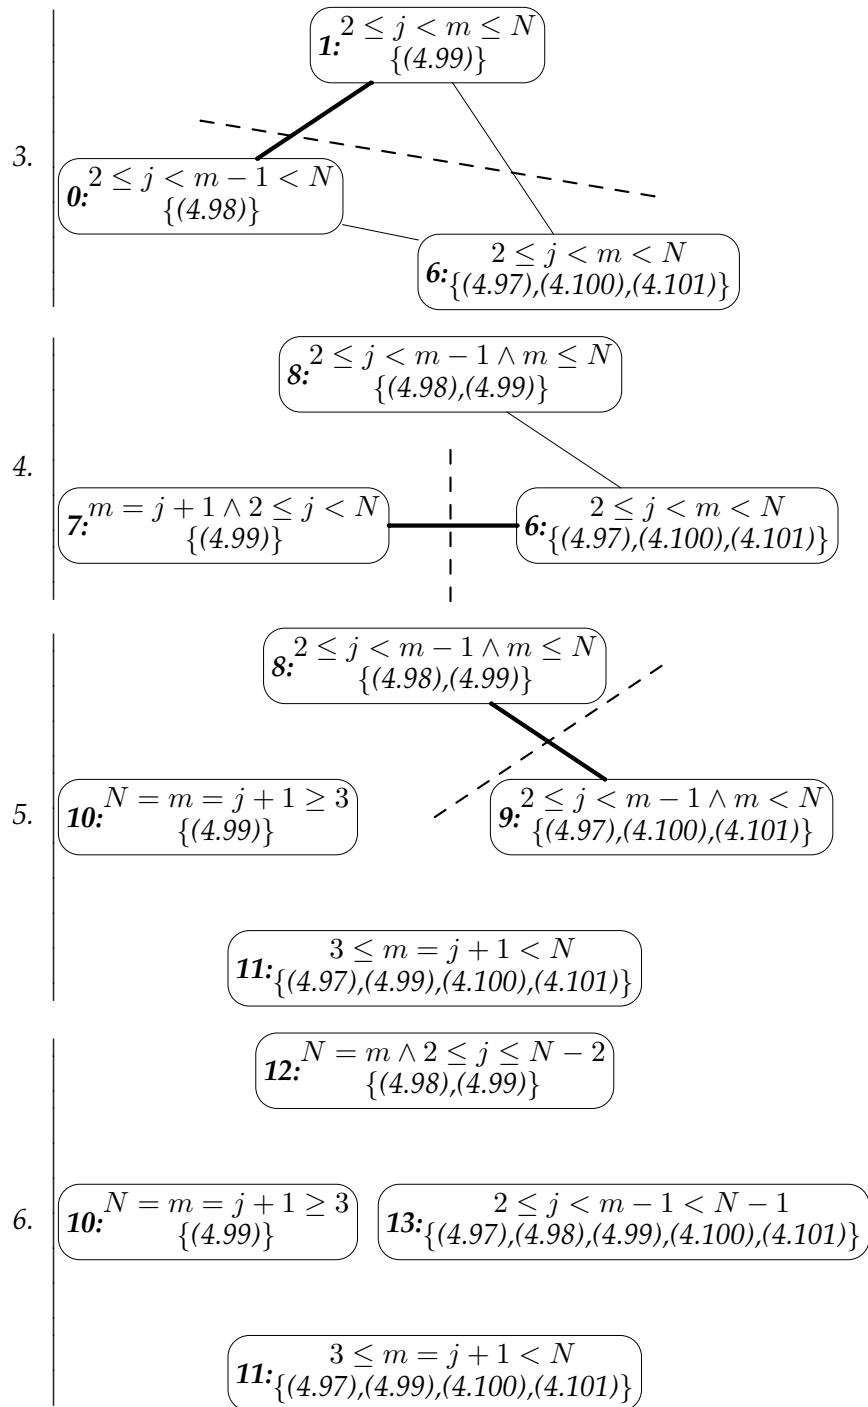 3.
1: 2 ≤ j < m ≤ N
{(4.99)}
0: 2 ≤ j < m − 1 < N
{(4.98)}
6: 2 ≤ j < m < N
{(4.97),(4.100),(4.101)}
4.
8: 2 ≤ j < m − 1 ∧ m ≤ N
{(4.98),(4.99)}
7: m = j + 1 ∧ 2 ≤ j < N
{(4.99)}
6: 2 ≤ j < m < N
{(4.97),(4.100),(4.101)}
5.
8: 2 ≤ j < m − 1 ∧ m ≤ N
{(4.98),(4.99)}
10: N = m = j + 1 ≥ 3
{(4.99)}
9: 2 ≤ j < m − 1 ∧ m < N
{(4.97),(4.100),(4.101)}
11: 3 ≤ m = j + 1 < N
{(4.97),(4.99),(4.100),(4.101)}
6.
12: N = m ∧ 2 ≤ j ≤ N − 2
{(4.98),(4.99)}
10: N = m = j + 1 ≥ 3
{(4.99)}
13: 2 ≤ j < m − 1 < N − 1
{(4.97),(4.98),(4.99),(4.100),(4.101)}
11: 3 ≤ m = j + 1 < N
{(4.97),(4.99),(4.100),(4.101)}